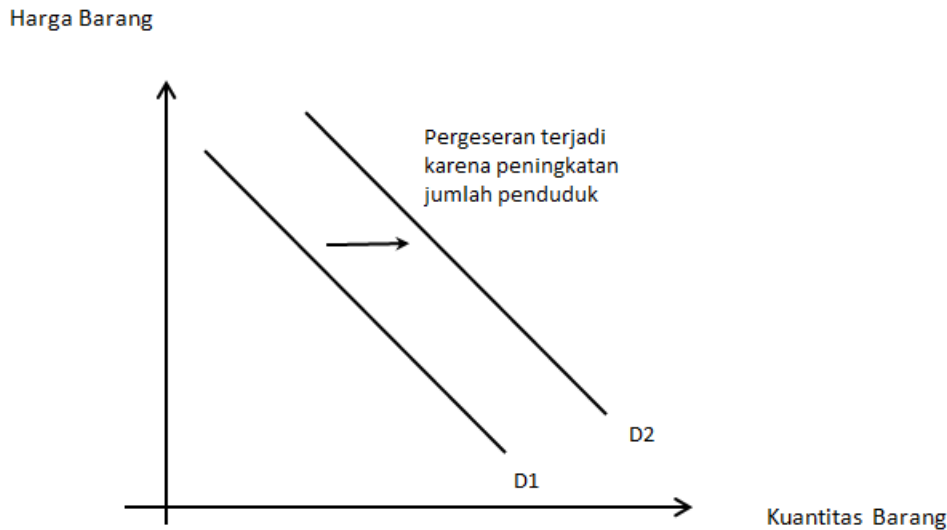 Harga Barang
Pergeseran terjadi
karena peningkatan
jumlah penduduk
D2
D1
Kuantitas Barang